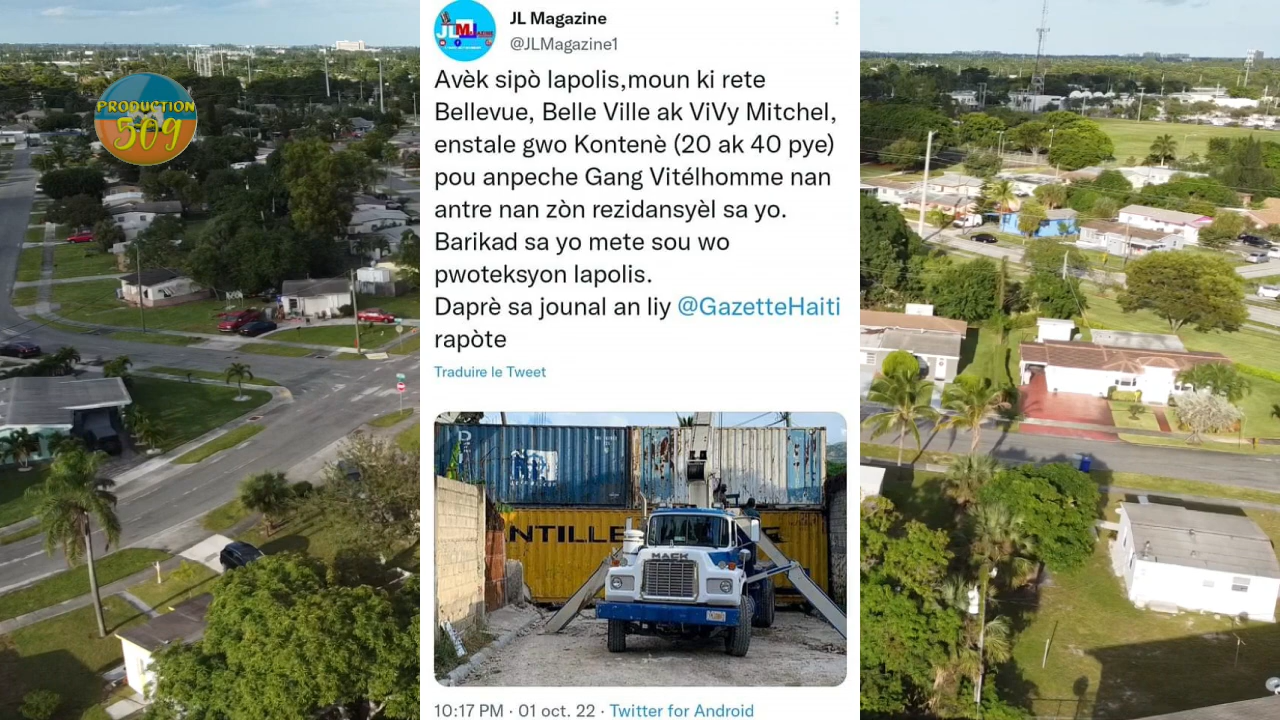 PRODUCTION
509
JL Magazine
@JLMagazine1
Avèk sipò lapolis,moun ki rete
Bellevue, Belle Ville ak ViVy Mitchel,
enstale gwo Kontenè (20 ak 40 pye)
pou anpeche Gang Vitélhomme nan
antre nan zòn rezidansyèl sa yo.
Barikad sa yo mete sou wo
pwoteksyon lapolis.
Daprè sa jounal an liy @GazetteHaiti
rapòte
Traduire le Tweet
ANTILLE
MACK
10:17 PM · 01 oct. 22 · Twitter for Android